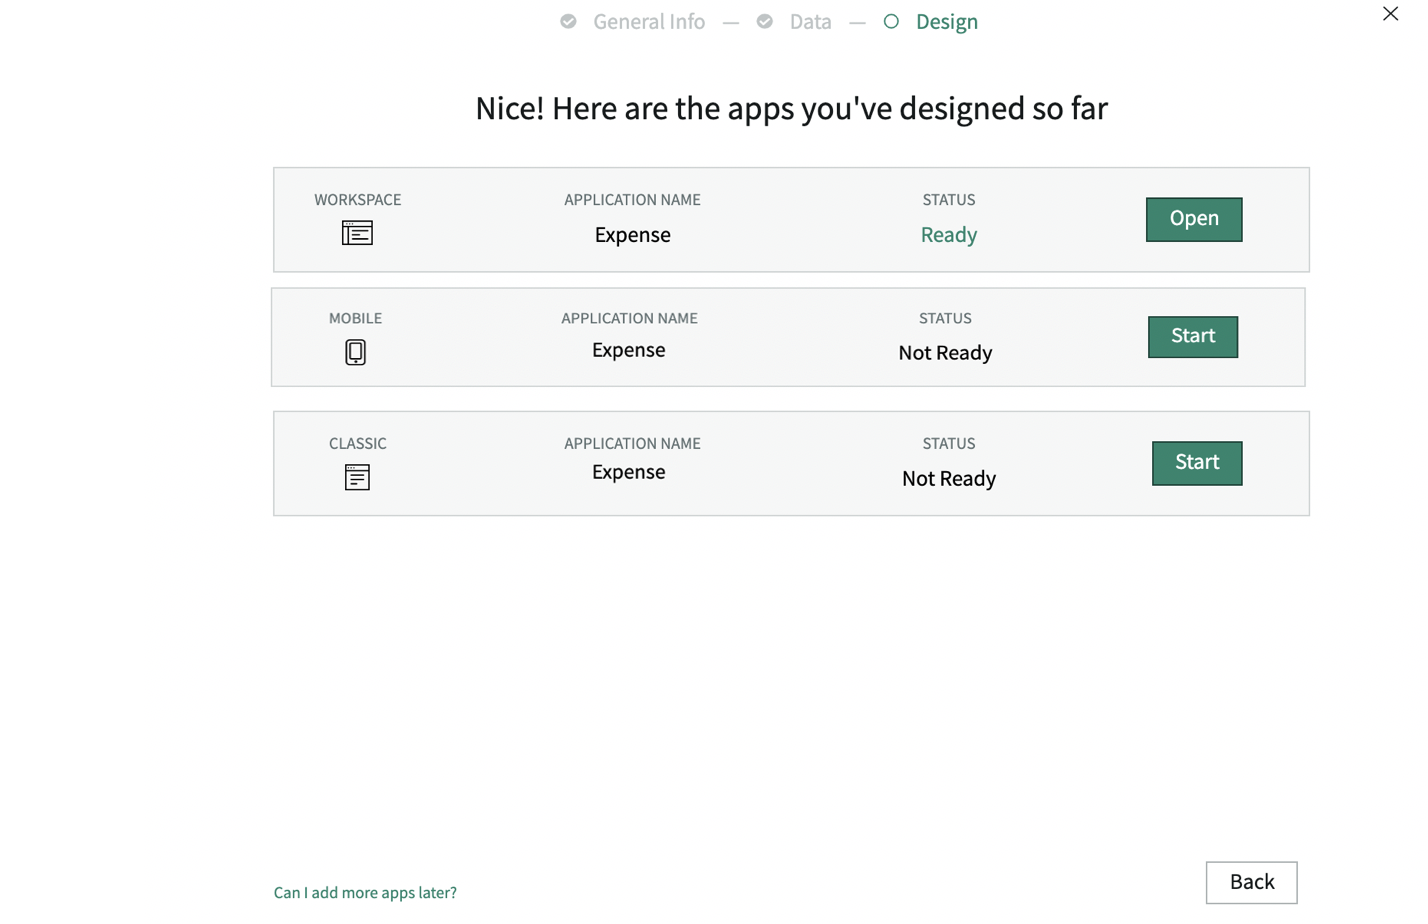 General Info — Data — Design
Nice! Here are the apps you've designed so far
WORKSPACE APPLICATION NAME STATUS
Expense Ready Open
MOBILE APPLICATION NAME STATUS
Expense Not Ready Start
CLASSIC APPLICATION NAME STATUS
Expense Not Ready Start
Can I add more apps later? Back